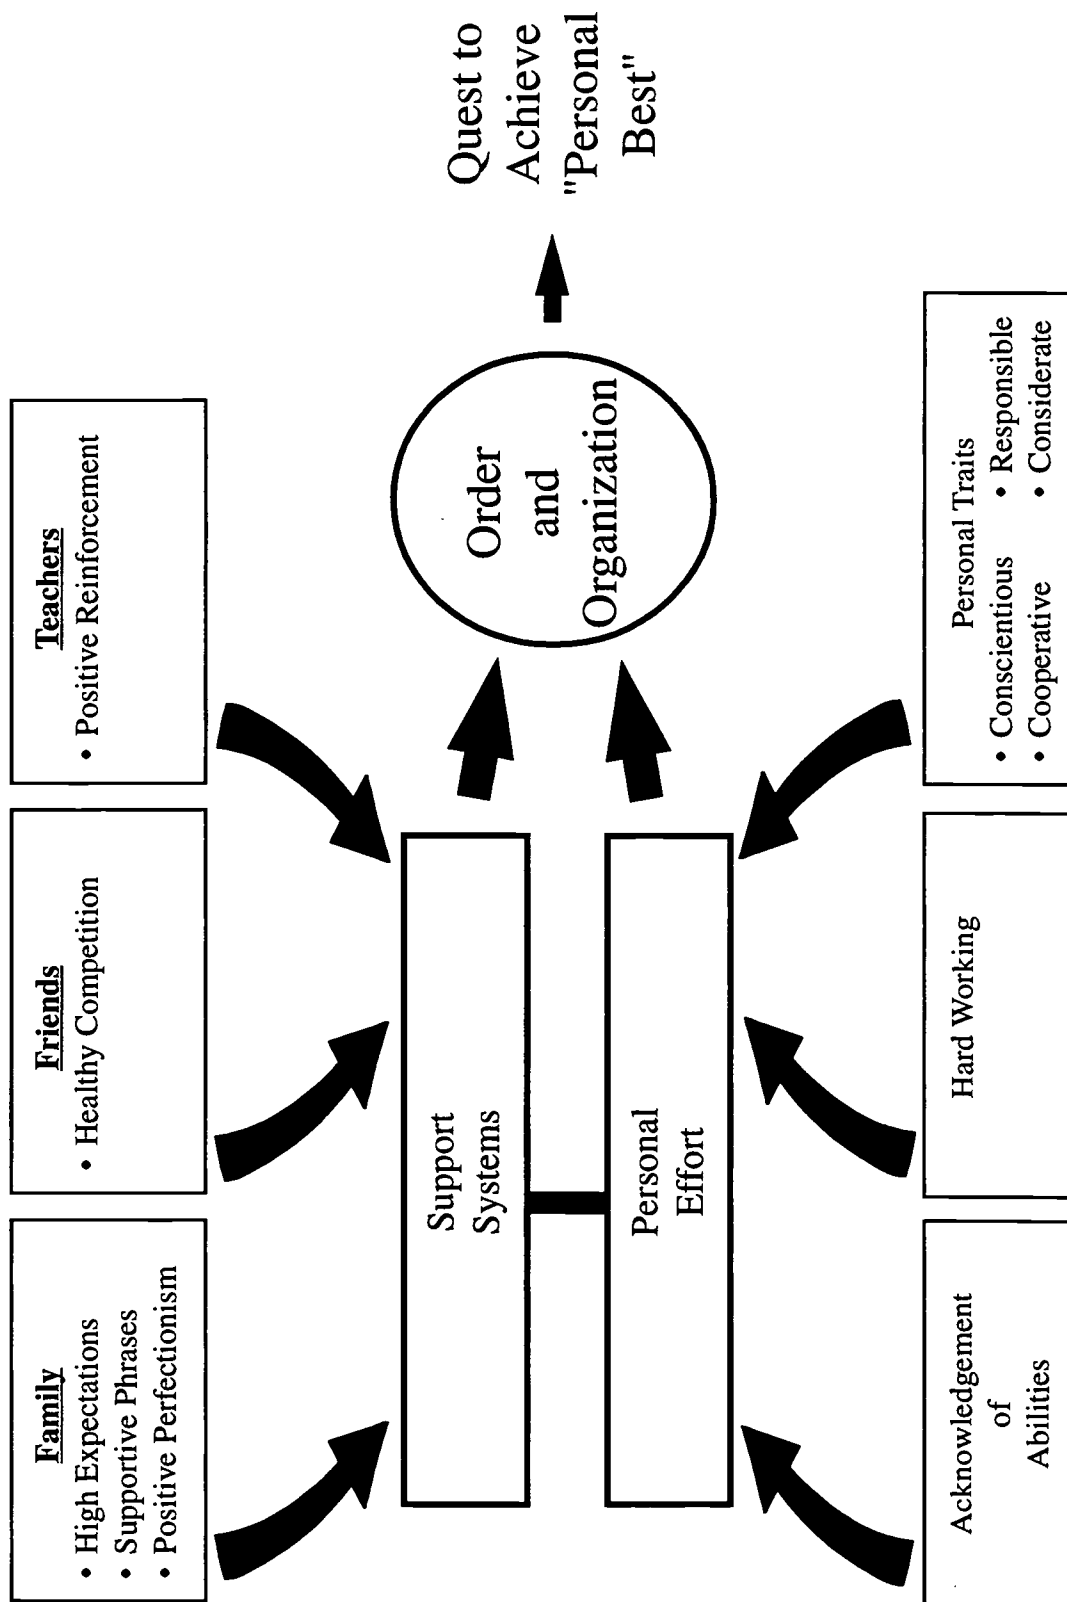 Family
• High Expectations
• Supportive Phrases
• Positive Perfectionism
Friends
• Healthy Competition
Teachers
• Positive Reinforcement
Support
Systems
Personal
Effort
Order
and
Organization
Quest to
Achieve
"Personal
Best"
Acknowledgement
of
Abilities
Hard Working
Personal Traits
• Conscientious • Responsible
• Cooperative • Considerate